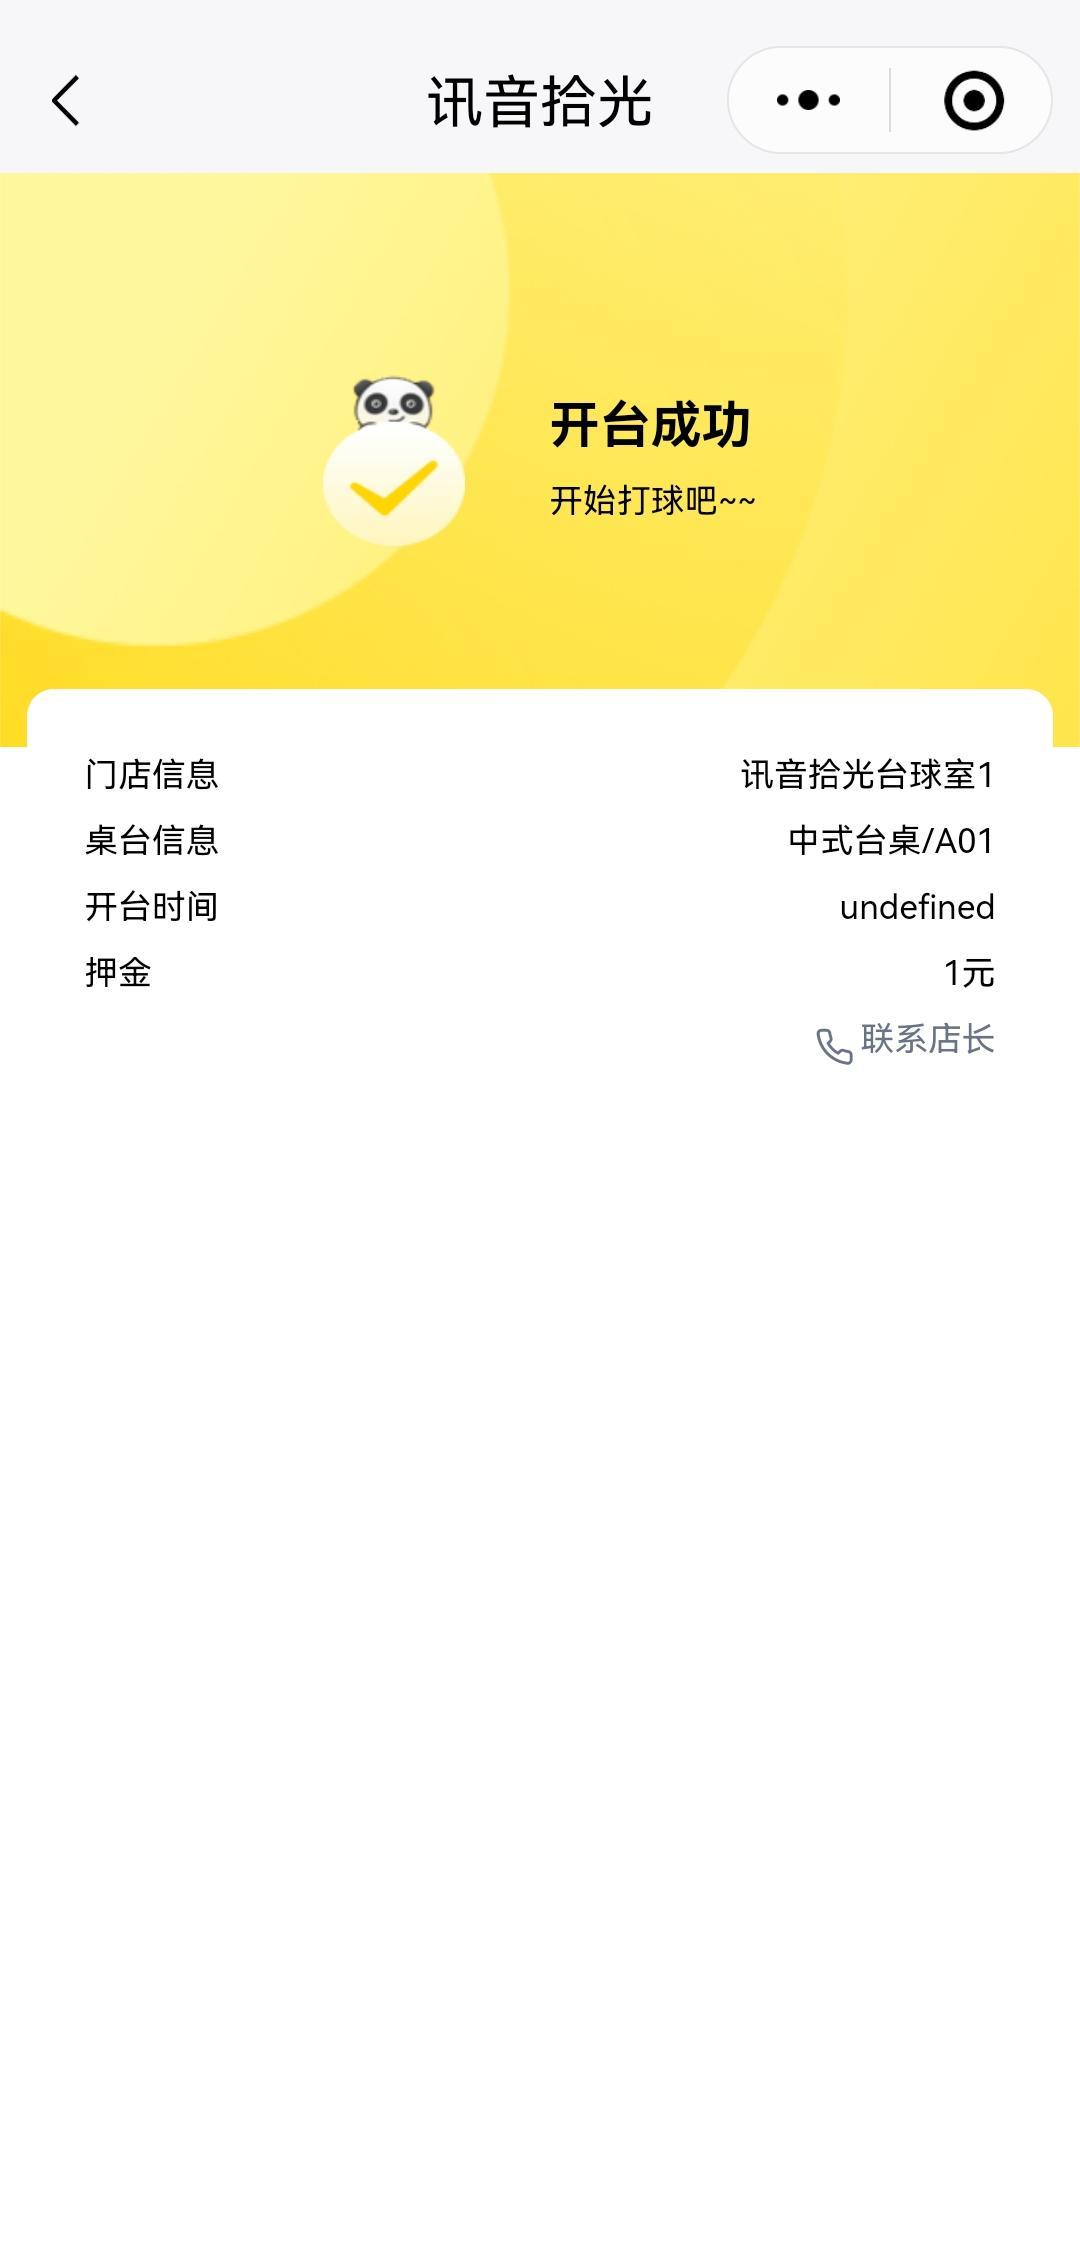 讯音拾光
开台成功
开始打球吧~~
门店信息 讯音拾光台球室1
桌台信息 中式台桌/A01
开台时间 undefined
押金 1元
联系店长